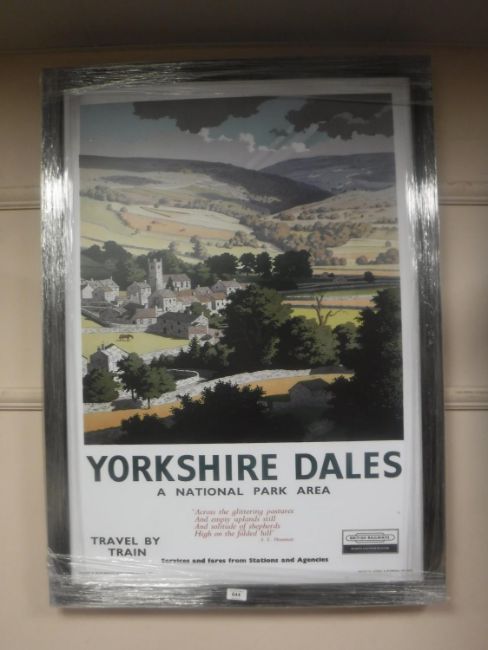 YORKSHIRE DALES
A NATIONAL PARK AREA
'Across the glittering pastures
And empty uplands still
And solitude of shepherds
High on the folded hill'
TRAVEL BY
TRAIN
BRITISH RAILWAYS
Services and fares from Stations and Agencies